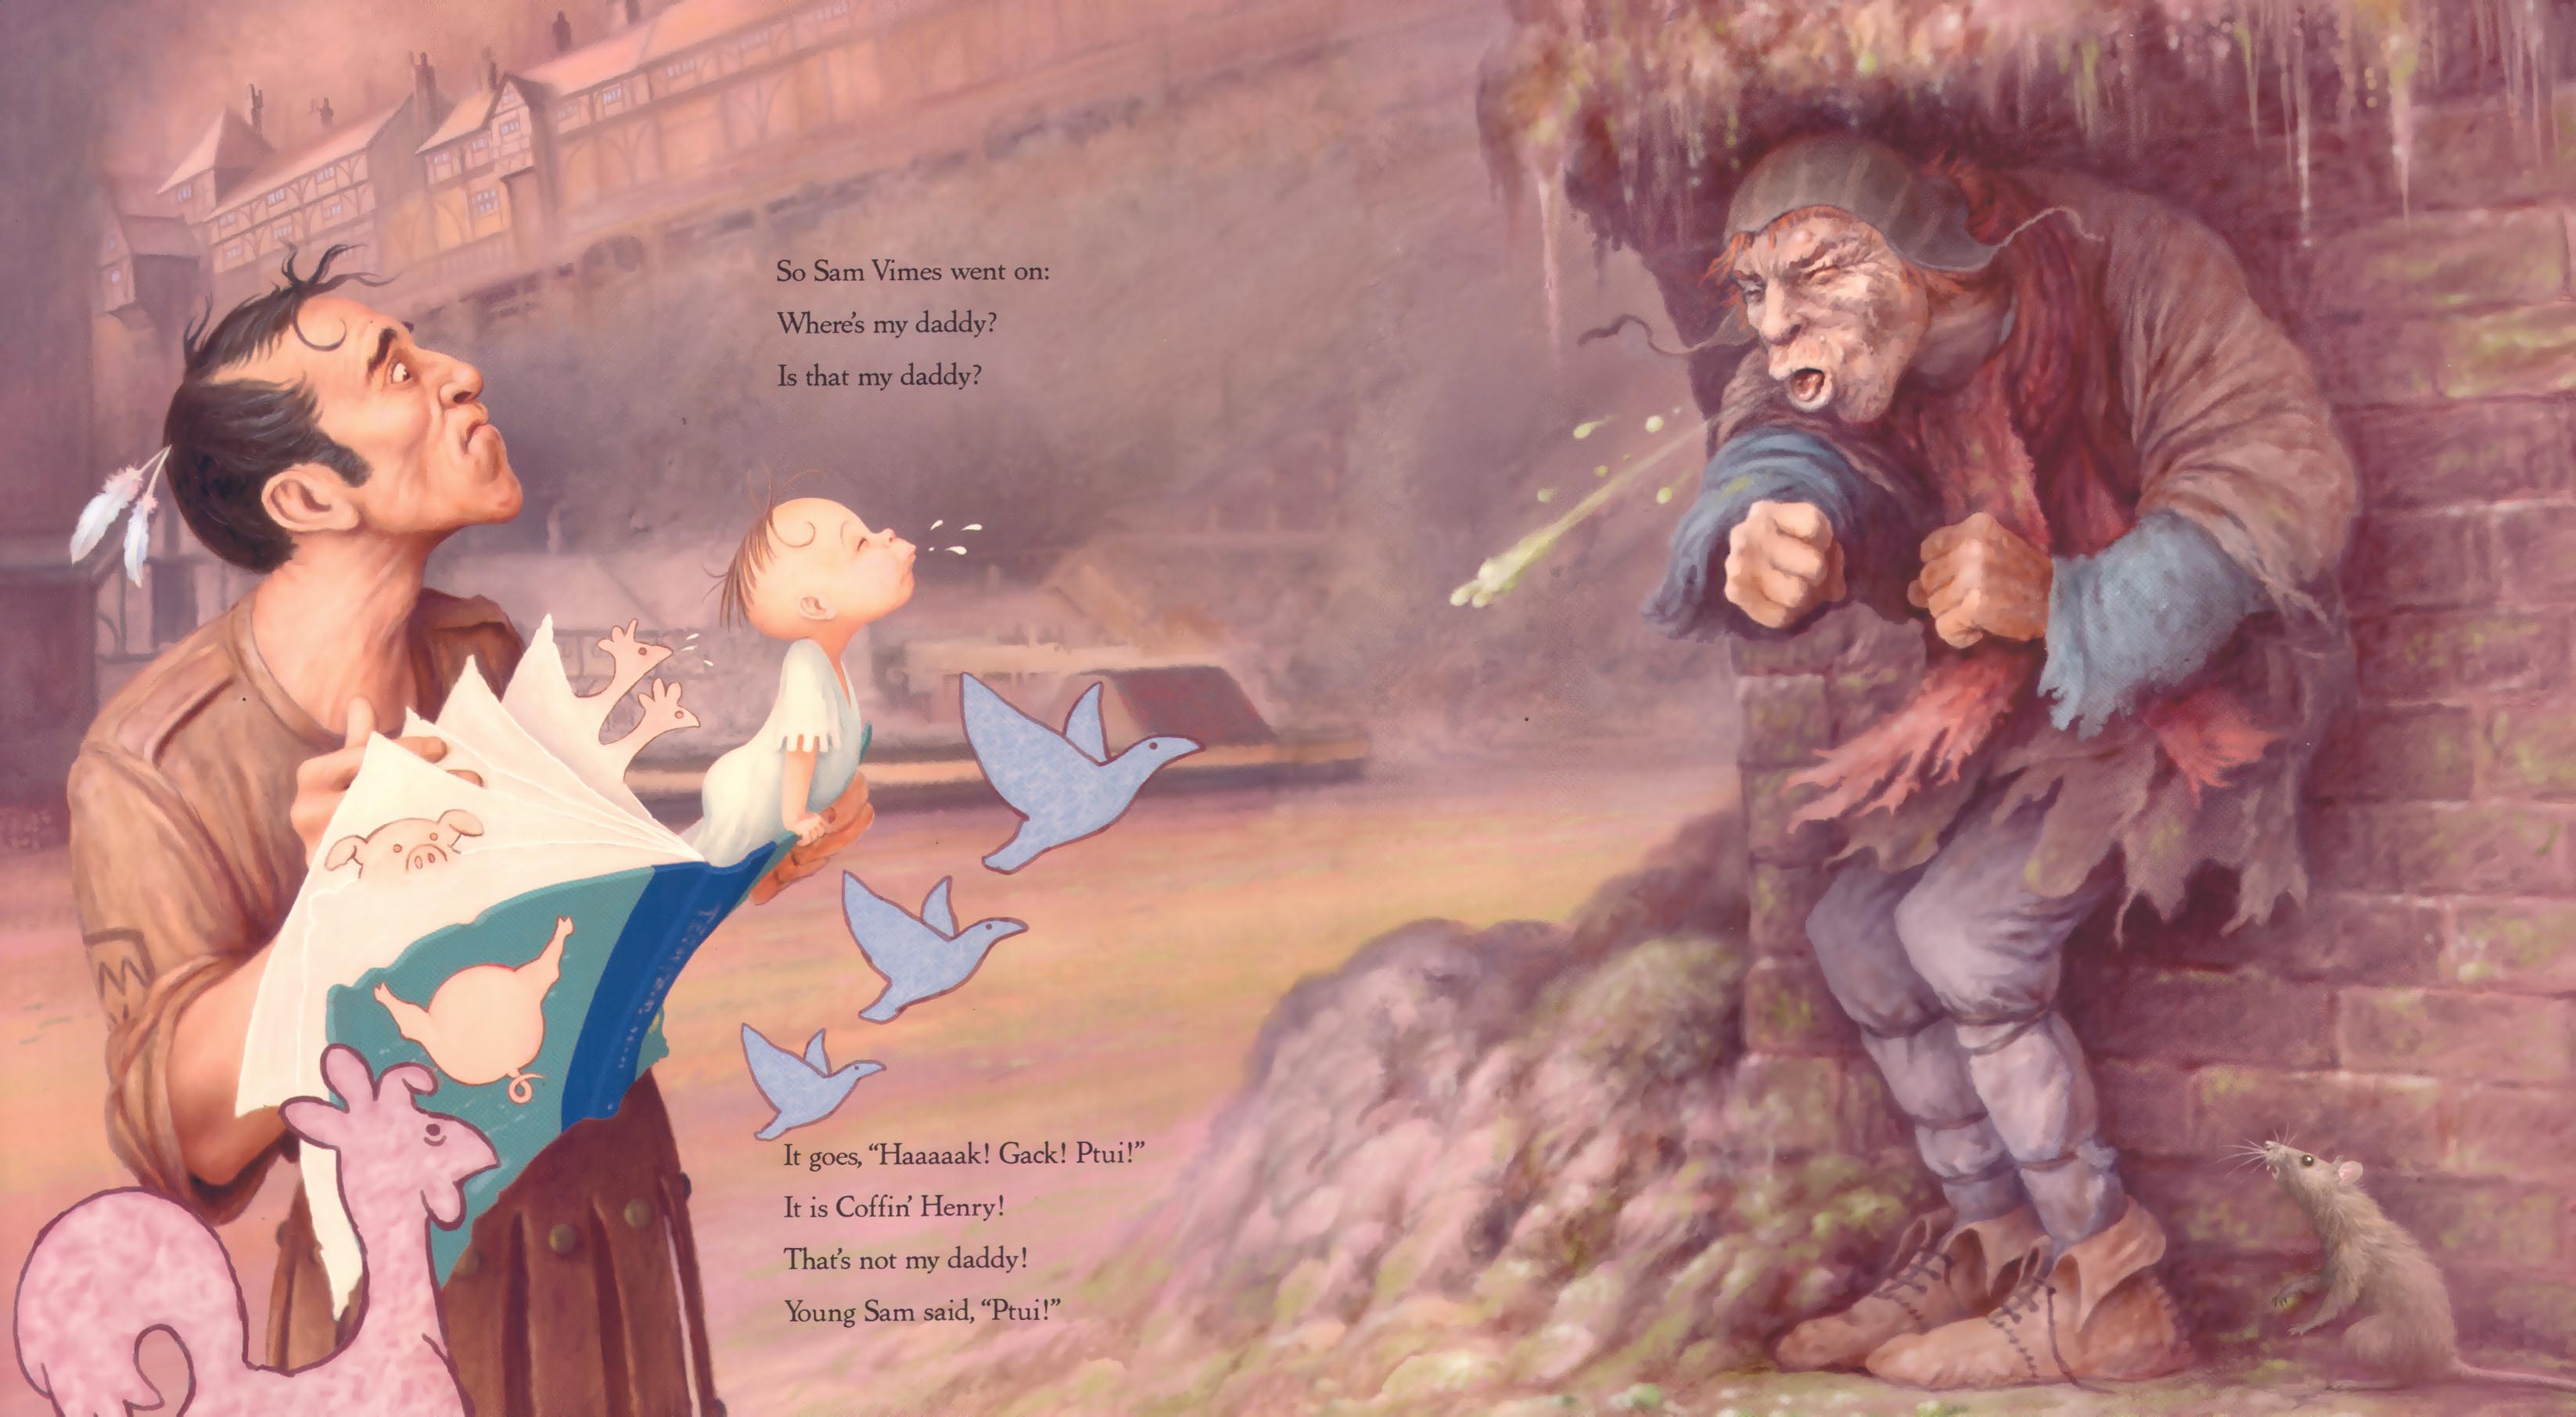 So Sam Vimes went on:
Where's my daddy?
Is that my daddy?
It goes, “Haaaaak! Gack! Ptui!”
It is Coffin' Henry!
That's not my daddy!
Young Sam said, “Ptui!”